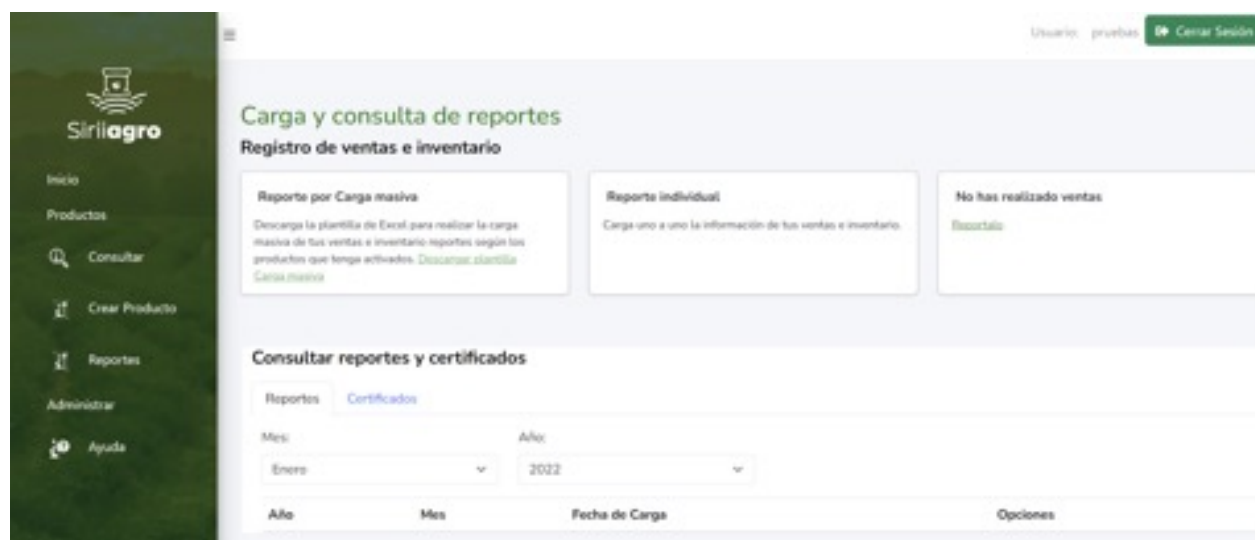 Usuario: pruebas
Cerrar Sesión
Siriiagro
Inicio
Productos
Consultar
Crear Producto
Reportes
Administrar
Ayuda
Carga y consulta de reportes
Registro de ventas e inventario
Reporte por Carga masiva
Descarga la plantilla de Excel para realizar la carga
masiva de tus ventas e inventario reportes según los
productos que tenga activados. Descargar plantilla
Carga masiva
Reporte individual
Carga uno a uno la información de tus ventas e inventario.
No has realizado ventas
Reportalo
Consultar reportes y certificados
Reportes Certificados
Mes: Año:
Enero 2022
Año Mes Fecha de Carga Opciones